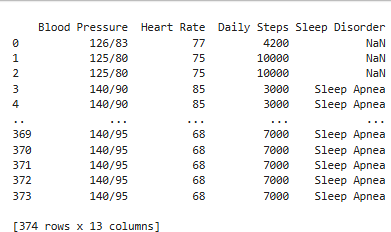 Blood Pressure Heart Rate Daily Steps Sleep Disorder
0 126/83 77 4200 NaN
1 125/80 75 10000 NaN
2 125/80 75 10000 NaN
3 140/90 85 3000 Sleep Apnea
4 140/90 85 3000 Sleep Apnea
.. ... ... ... ...
369 140/95 68 7000 Sleep Apnea
370 140/95 68 7000 Sleep Apnea
371 140/95 68 7000 Sleep Apnea
372 140/95 68 7000 Sleep Apnea
373 140/95 68 7000 Sleep Apnea
[374 rows x 13 columns]